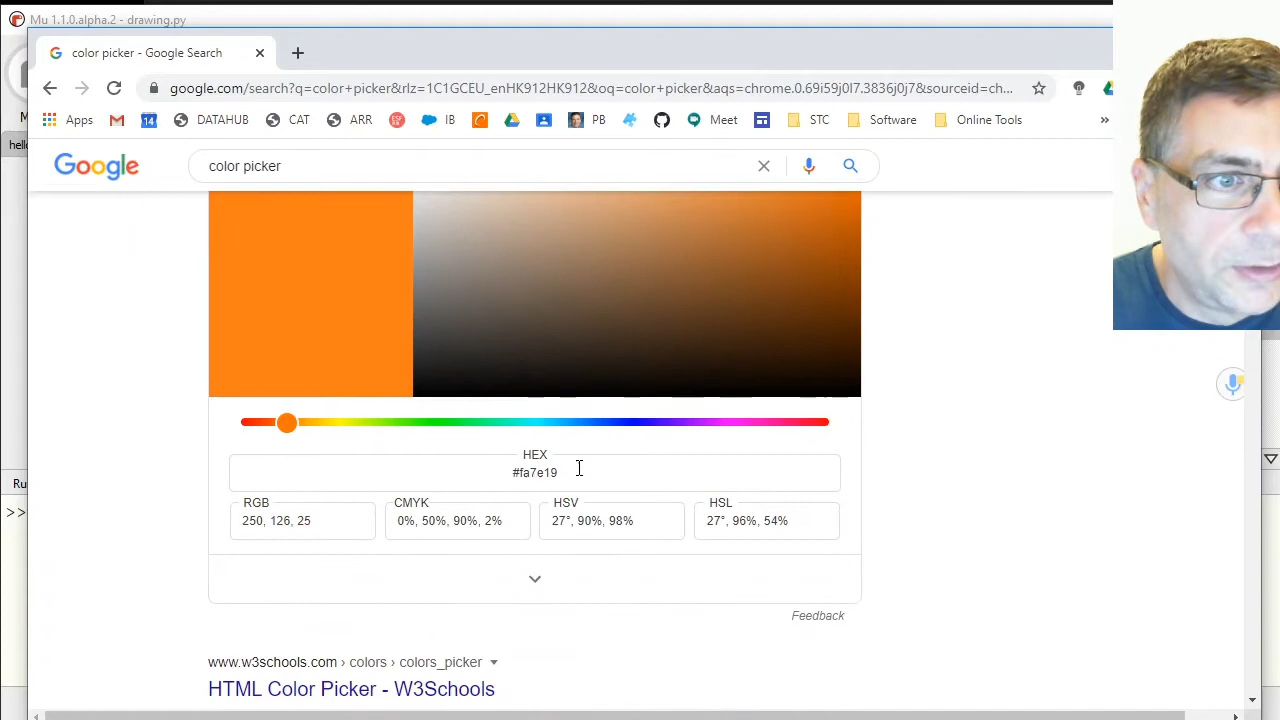 Mu 1.1.0.alpha.2 - drawing.py
color picker - Google Search
google.com/search?q=color+picker&rlz=1C1GCEU_enHK912HK912&oq=color+picker&aqs=chrome.0.69i59j0l7.3836j0j7&sourceid=ch...
Apps
DATAHUB
CAT
ARR
IB
PB
Meet
STC
Software
Online Tools
»
Google
color picker
HEX
#fa7e19
RGB
250, 126, 25
CMYK
0%, 50%, 90%, 2%
HSV
27°, 90%, 98%
HSL
27°, 96%, 54%
Feedback
www.w3schools.com › colors › colors_picker
HTML Color Picker - W3Schools
>>